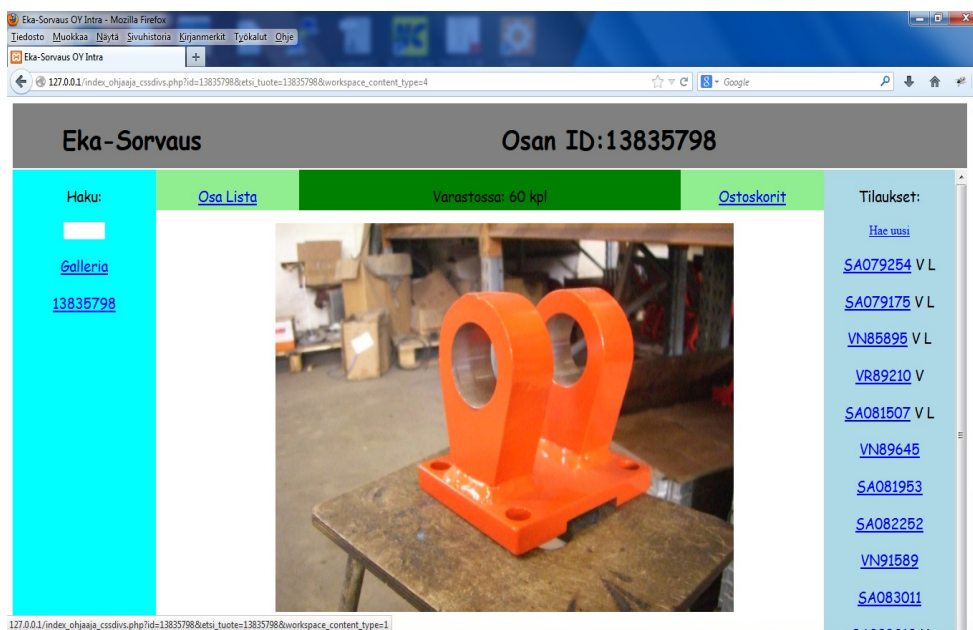 Eka-Sorvaus OY Intra - Mozilla Firefox
Tiedosto Muokkaa Näytä Sivuhistoria Kirjanmerkit Työkalut Ohje
Eka-Sorvaus OY Intra +
127.0.0.1/index_ohjaaja_cssdivs.php?id=13835798&etsi_tuote=13835798&workspace_content_type=4
Google
Eka-Sorvaus Osan ID:13835798
Haku: Osa Lista Varastossa: 60 kpl Ostoskorit Tilaukset:
Hae uusi
Galleria
13835798
SA079254 V L
SA079175 V L
VN85895 V L
VR89210 V
SA081507 V L
VN89645
SA081953
SA082252
VN91589
SA083011
127.0.0.1/index_ohjaaja_cssdivs.php?id=13835798&etsi_tuote=13835798&workspace_content_type=1